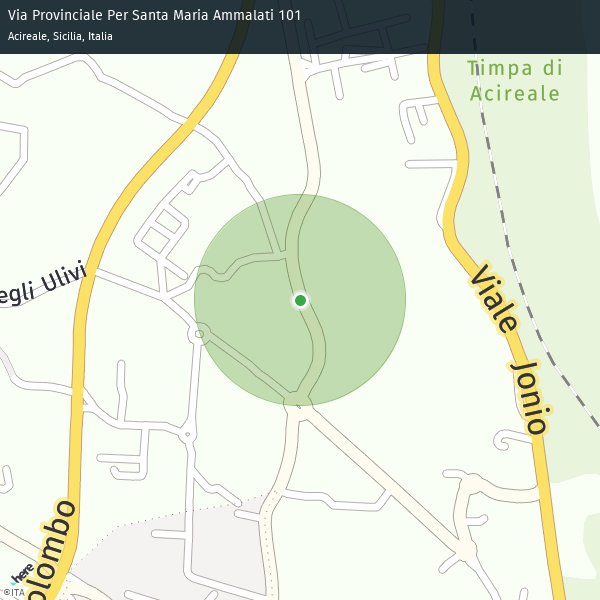 Via Provinciale Per Santa Maria Ammalati 101
Acireale, Sicilia, Italia
Timpa di
Acireale
egli Ulivi
Viale Jonio
olombo
here
©ITA